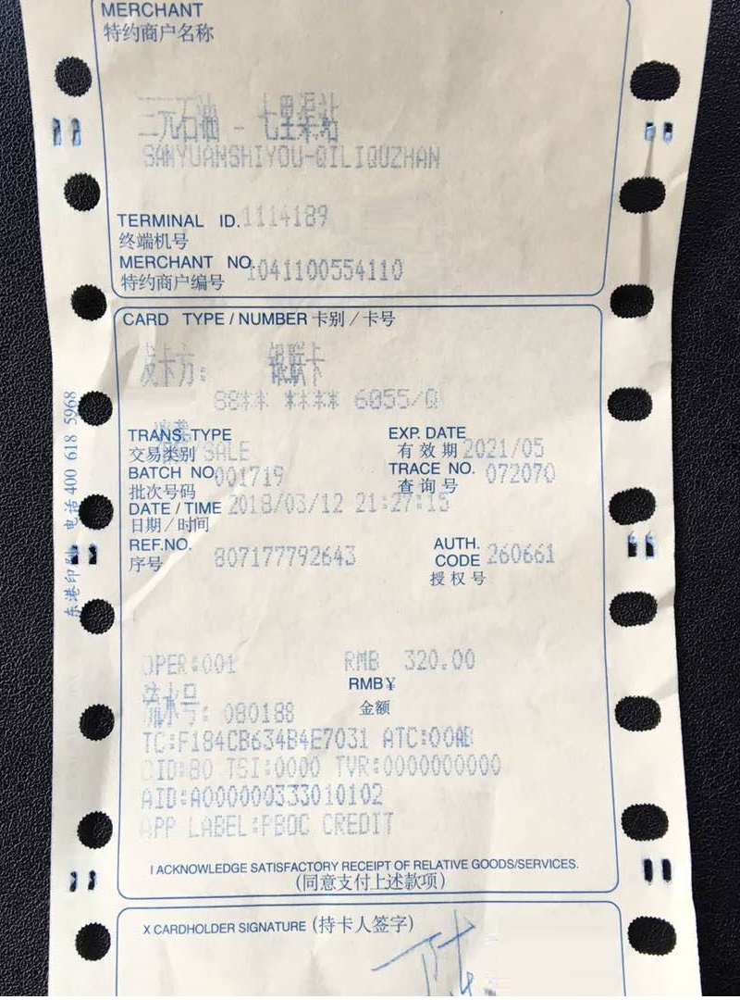 MERCHANT
特约商户名称
三元石油 - 七里渠站
SANYUANSHIYOU-QILIQUZHAN
TERMINAL ID. 1114189
终端机号
MERCHANT NO. 1041100554110
特约商户编号
CARD TYPE / NUMBER 卡别 / 卡号
发卡方: 银联卡
88** **** 6055/Q
TRANS. TYPE EXP. DATE
交易类别 /SALE 有效期 2021/05
BATCH NO. 001719 TRACE NO. 072070
批次号码 查询号
DATE / TIME 2018/03/12 21:27:15
日期 / 时间
REF.NO. 807177792643 AUTH.
序号 CODE 260661
授权号
OPER:001 RMB 320.00
RMB¥
流水号: 080188 金额
TC:F184CB634B4E7031 ATC:00AB
CID:80 TSI:0000 TVR:0000000000
AID:A000000333010102
APP LABEL:PBOC CREDIT
I ACKNOWLEDGE SATISFACTORY RECEIPT OF RELATIVE GOODS/SERVICES.
(同意支付上述款项)
X CARDHOLDER SIGNATURE (持卡人签字)
东港印刷 电话 400 618 5968